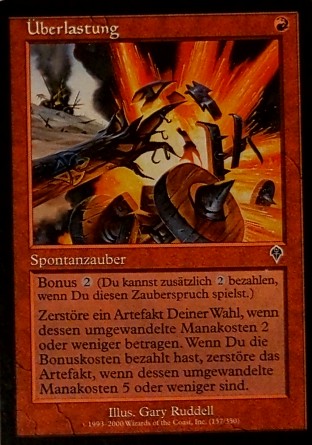 Überlastung
Spontanzauber
Bonus 2 (Du kannst zusätzlich 2 bezahlen,
wenn Du diesen Zauberspruch spielst.)
Zerstöre ein Artefakt Deiner Wahl, wenn
dessen umgewandelte Manakosten 2
oder weniger betragen. Wenn Du die
Bonuskosten bezahlt hast, zerstöre das
Artefakt, wenn dessen umgewandelte
Manakosten 5 oder weniger sind.
Illus. Gary Ruddell
© 1993-2000 Wizards of the Coast, Inc. (157/350)